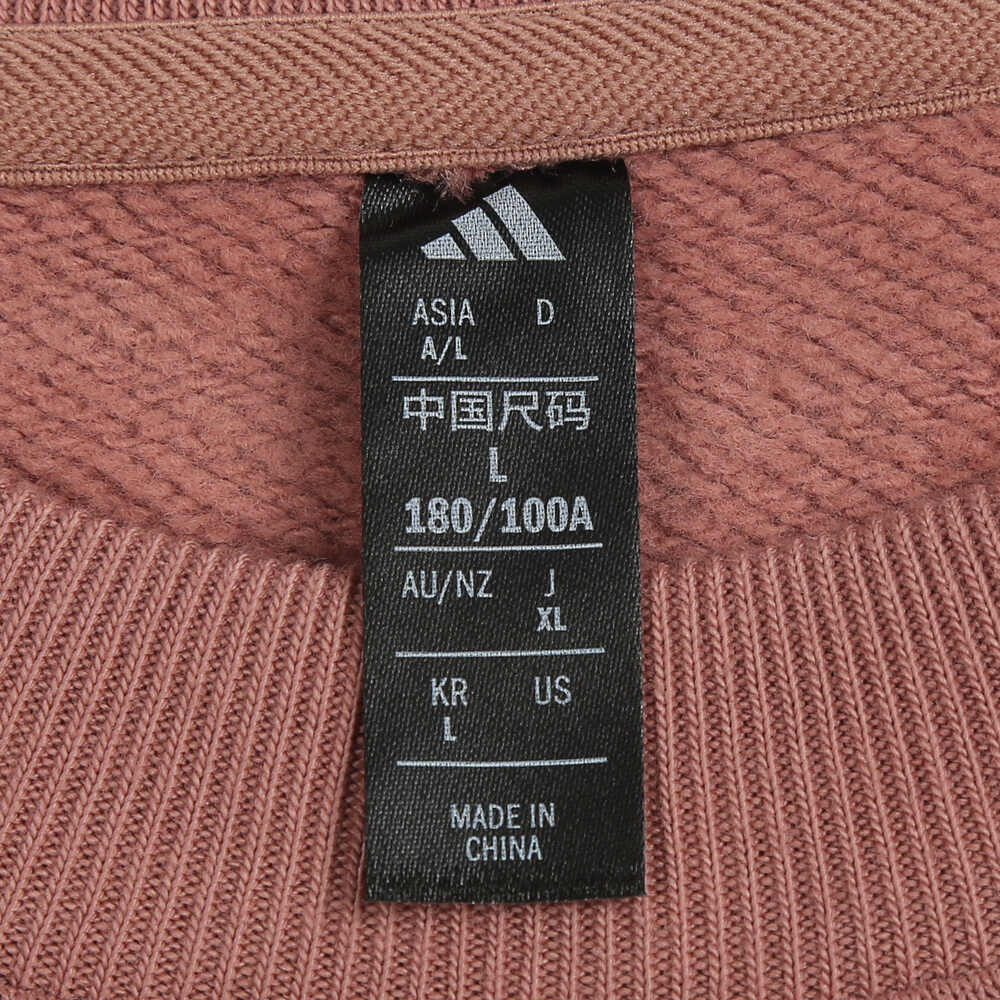 ASIA D
A/L
中国尺码
L
180/100A
AU/NZ J
XL
KR US
L
MADE IN
CHINA